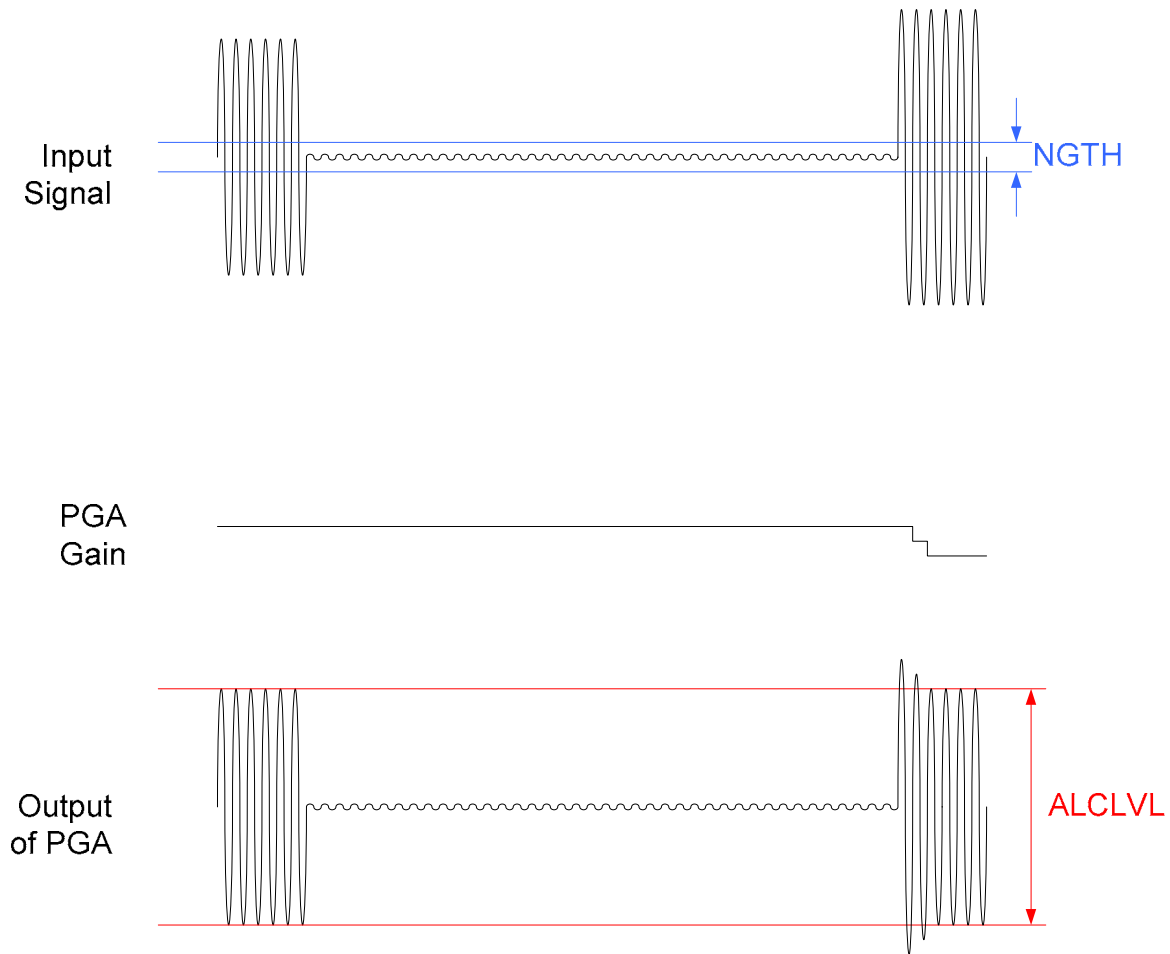 Input
Signal
NGTH
PGA
Gain
Output
of PGA
ALCLVL